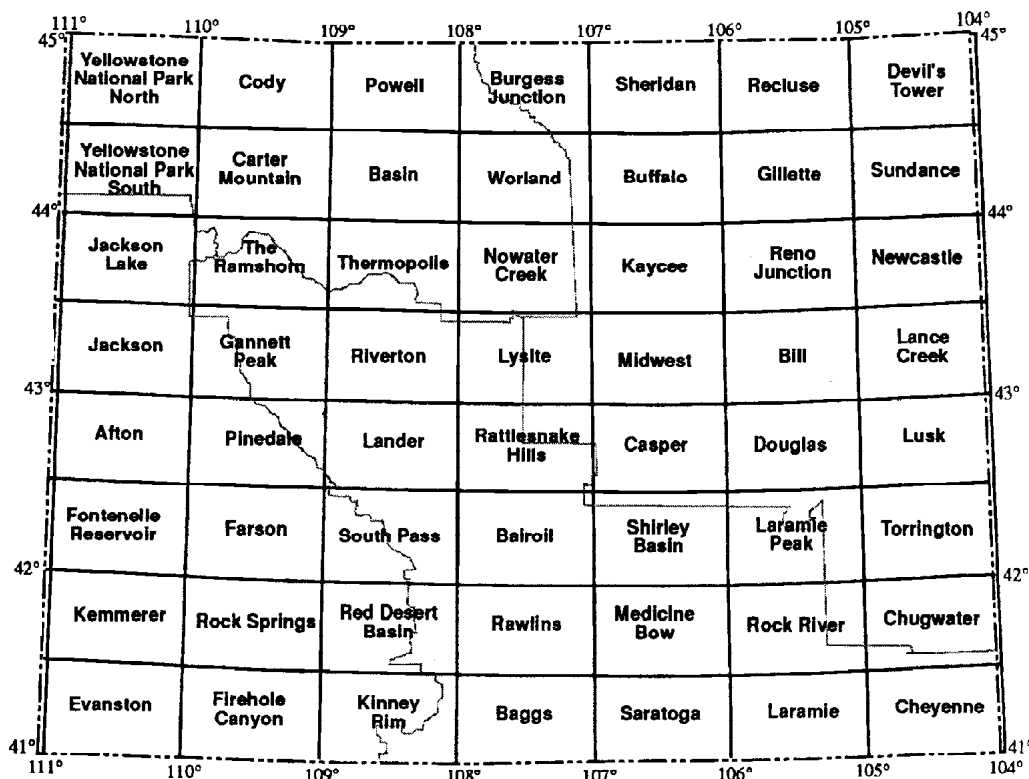 111° 110° 109° 108° 107° 106° 105° 104°
45° 45°
Yellowstone
National Park
North
Cody
Powell
Burgess
Junction
Sheridan
Recluse
Devil's
Tower
Yellowstone
National Park
South
Carter
Mountain
Basin
Worland
Buffalo
Gillette
Sundance
44° 44°
Jackson
Lake
The
Ramshorn
Thermopolis
Nowater
Creek
Kaycee
Reno
Junction
Newcastle
Jackson
Gannett
Peak
Riverton
Lysite
Midwest
Bill
Lance
Creek
43° 43°
Afton
Pinedale
Lander
Rattlesnake
Hills
Casper
Douglas
Lusk
Fontenelle
Reservoir
Farson
South Pass
Bairoil
Shirley
Basin
Laramie
Peak
Torrington
42° 42°
Kemmerer
Rock Springs
Red Desert
Basin
Rawlins
Medicine
Bow
Rock River
Chugwater
Evanston
Firehole
Canyon
Kinney
Rim
Baggs
Saratoga
Laramie
Cheyenne
41° 41°
111° 110° 109° 108° 107° 106° 105° 104°